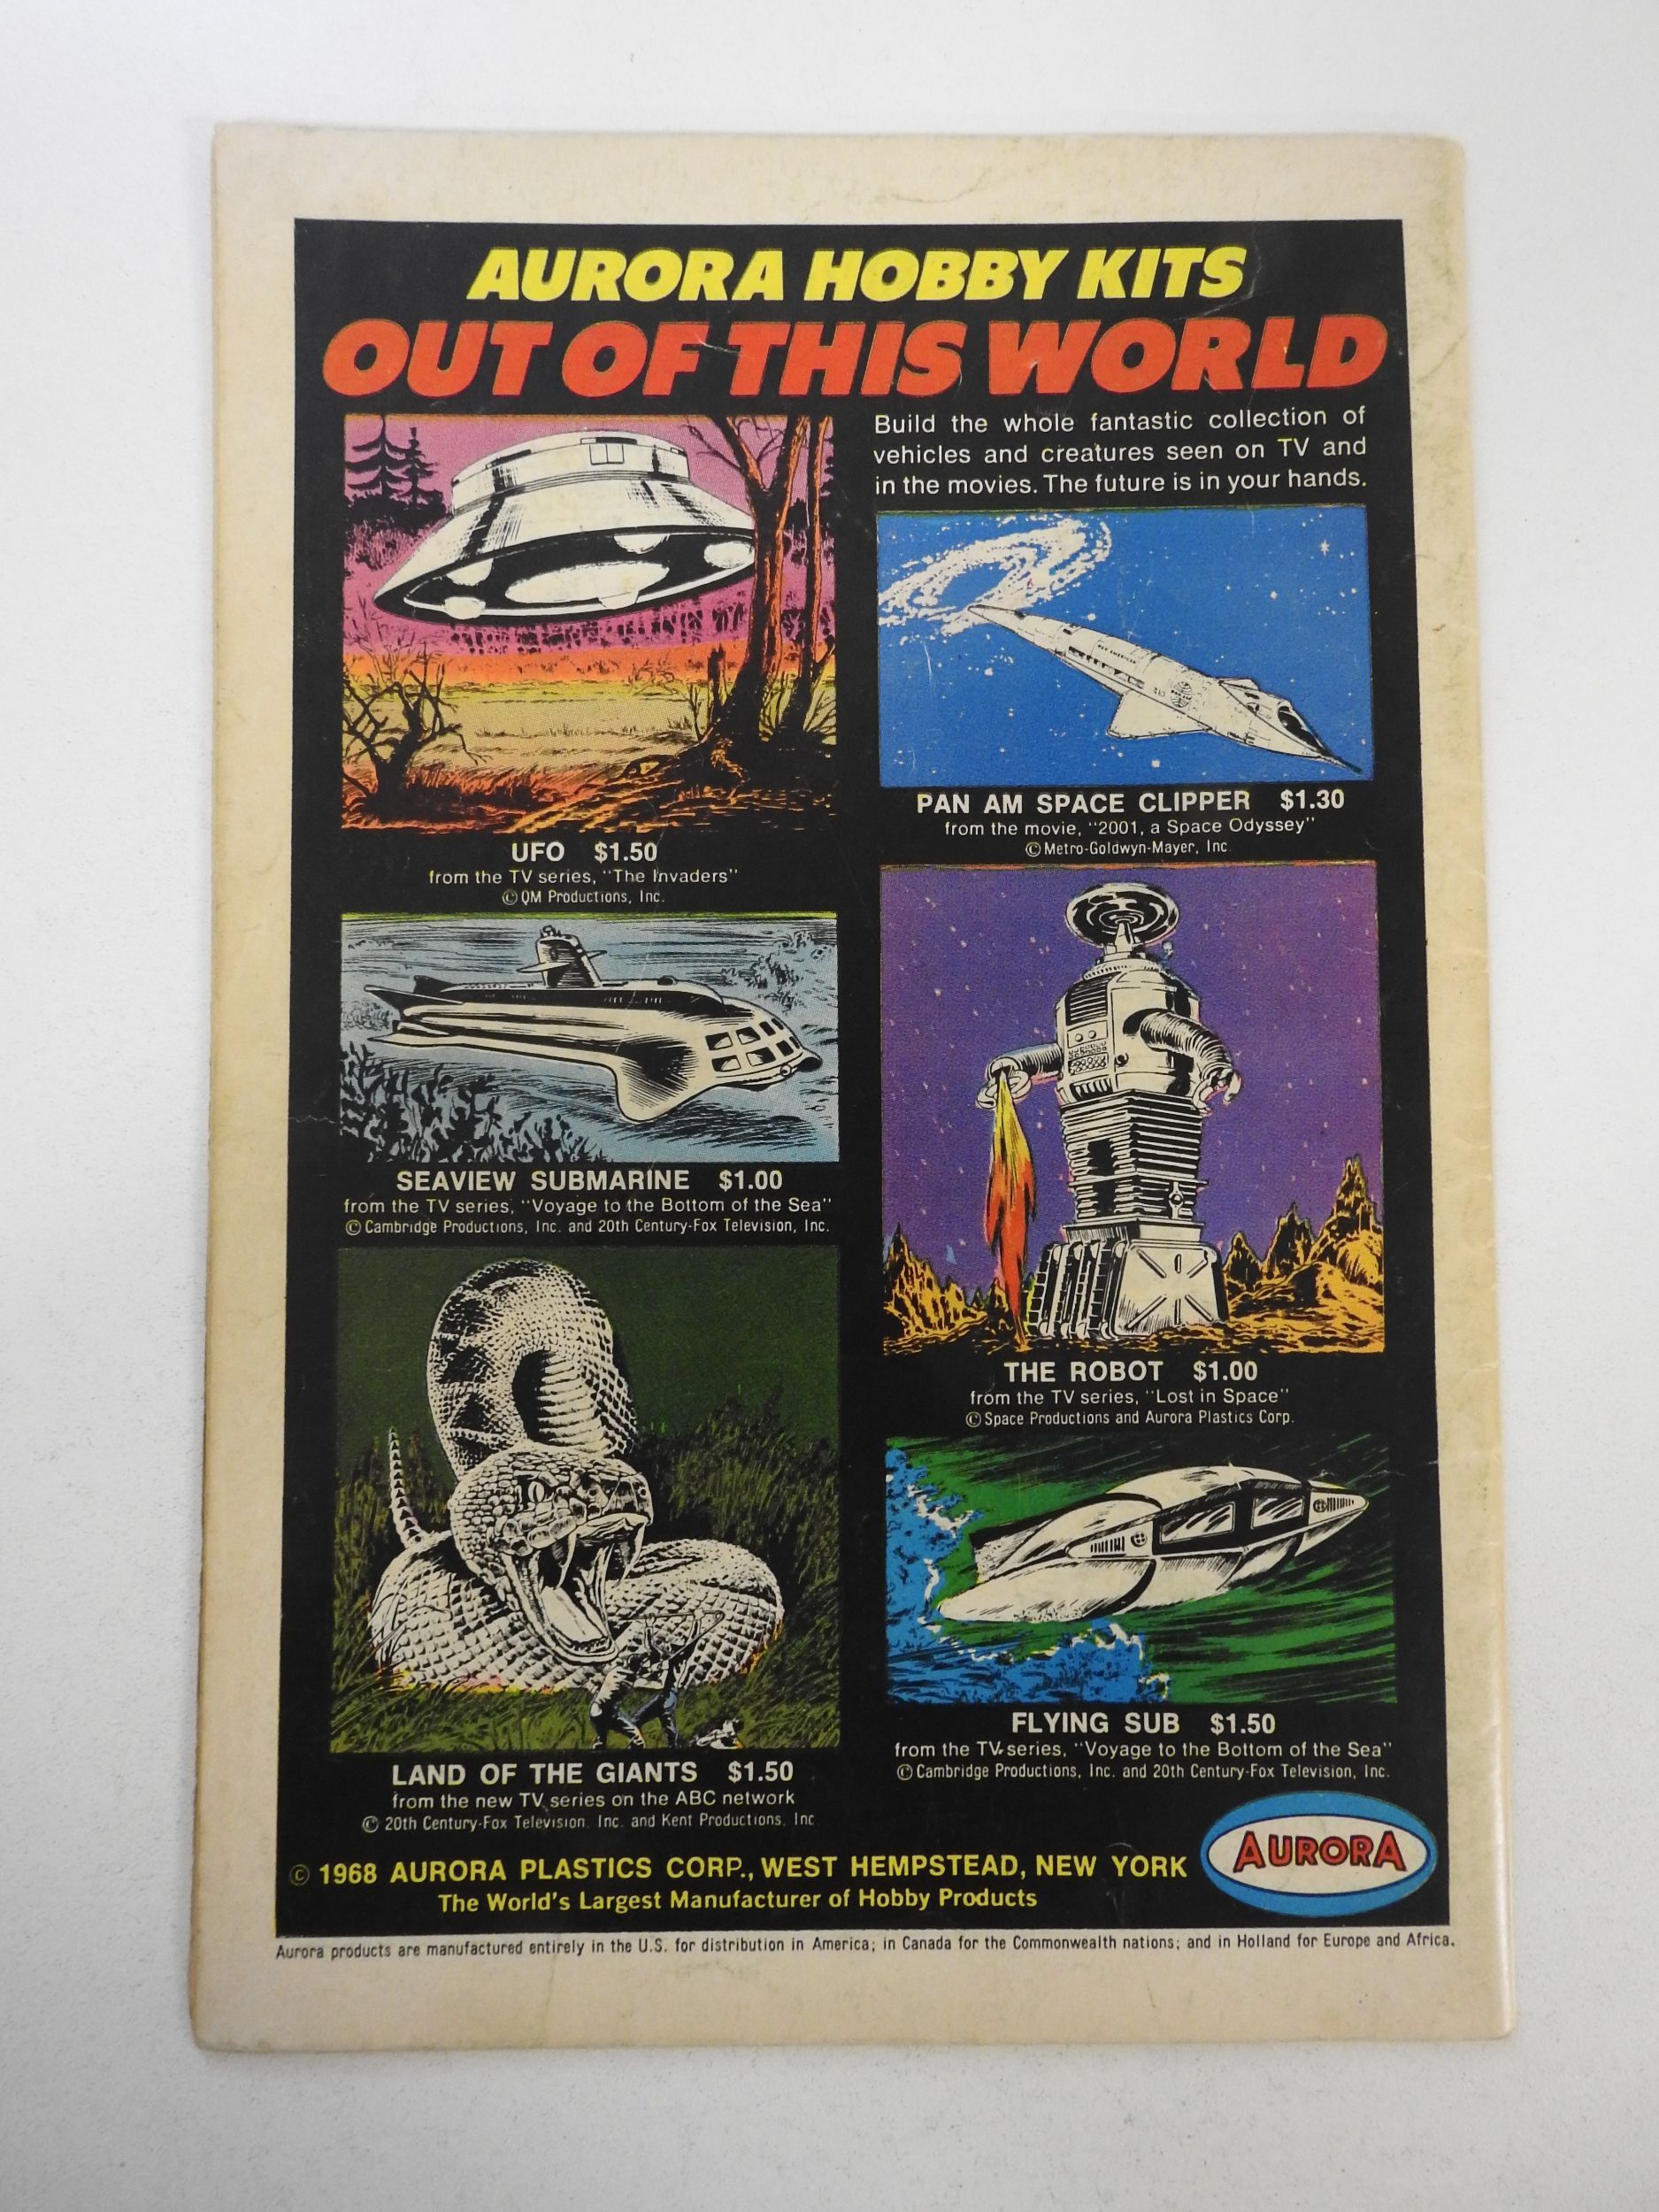 AURORA HOBBY KITS
OUT OF THIS WORLD
Build the whole fantastic collection of
vehicles and creatures seen on TV and
in the movies. The future is in your hands.
UFO $1.50
from the TV series, "The Invaders"
© QM Productions, Inc.
PAN AMERICAN
PAN AM SPACE CLIPPER $1.30
from the movie, "2001, a Space Odyssey"
© Metro-Goldwyn-Mayer, Inc.
SEAVIEW SUBMARINE $1.00
from the TV series, "Voyage to the Bottom of the Sea"
© Cambridge Productions, Inc. and 20th Century-Fox Television, Inc.
THE ROBOT $1.00
from the TV series, "Lost in Space"
© Space Productions and Aurora Plastics Corp.
LAND OF THE GIANTS $1.50
from the new TV series on the ABC network
© 20th Century-Fox Television, Inc. and Kent Productions, Inc
FLYING SUB $1.50
from the TV series, "Voyage to the Bottom of the Sea"
© Cambridge Productions, Inc. and 20th Century-Fox Television, Inc.
© 1968 AURORA PLASTICS CORP., WEST HEMPSTEAD, NEW YORK
The World's Largest Manufacturer of Hobby Products
AURORA
Aurora products are manufactured entirely in the U.S. for distribution in America; in Canada for the Commonwealth nations; and in Holland for Europe and Africa.